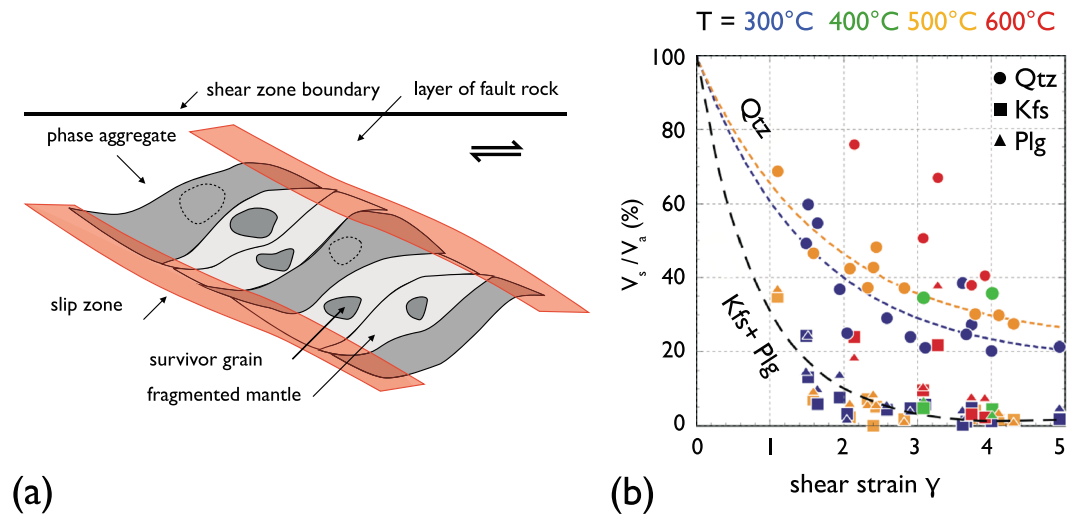 shear zone boundary
layer of fault rock
phase aggregate
slip zone
survivor grain
fragmented mantle
(a)
T = 300°C 400°C 500°C 600°C
100
80
60
40
20
0
Vs / Va (%)
Qtz
Kfs+ Plg
Qtz
Kfs
Plg
0 1 2 3 4 5
shear strain γ
(b)